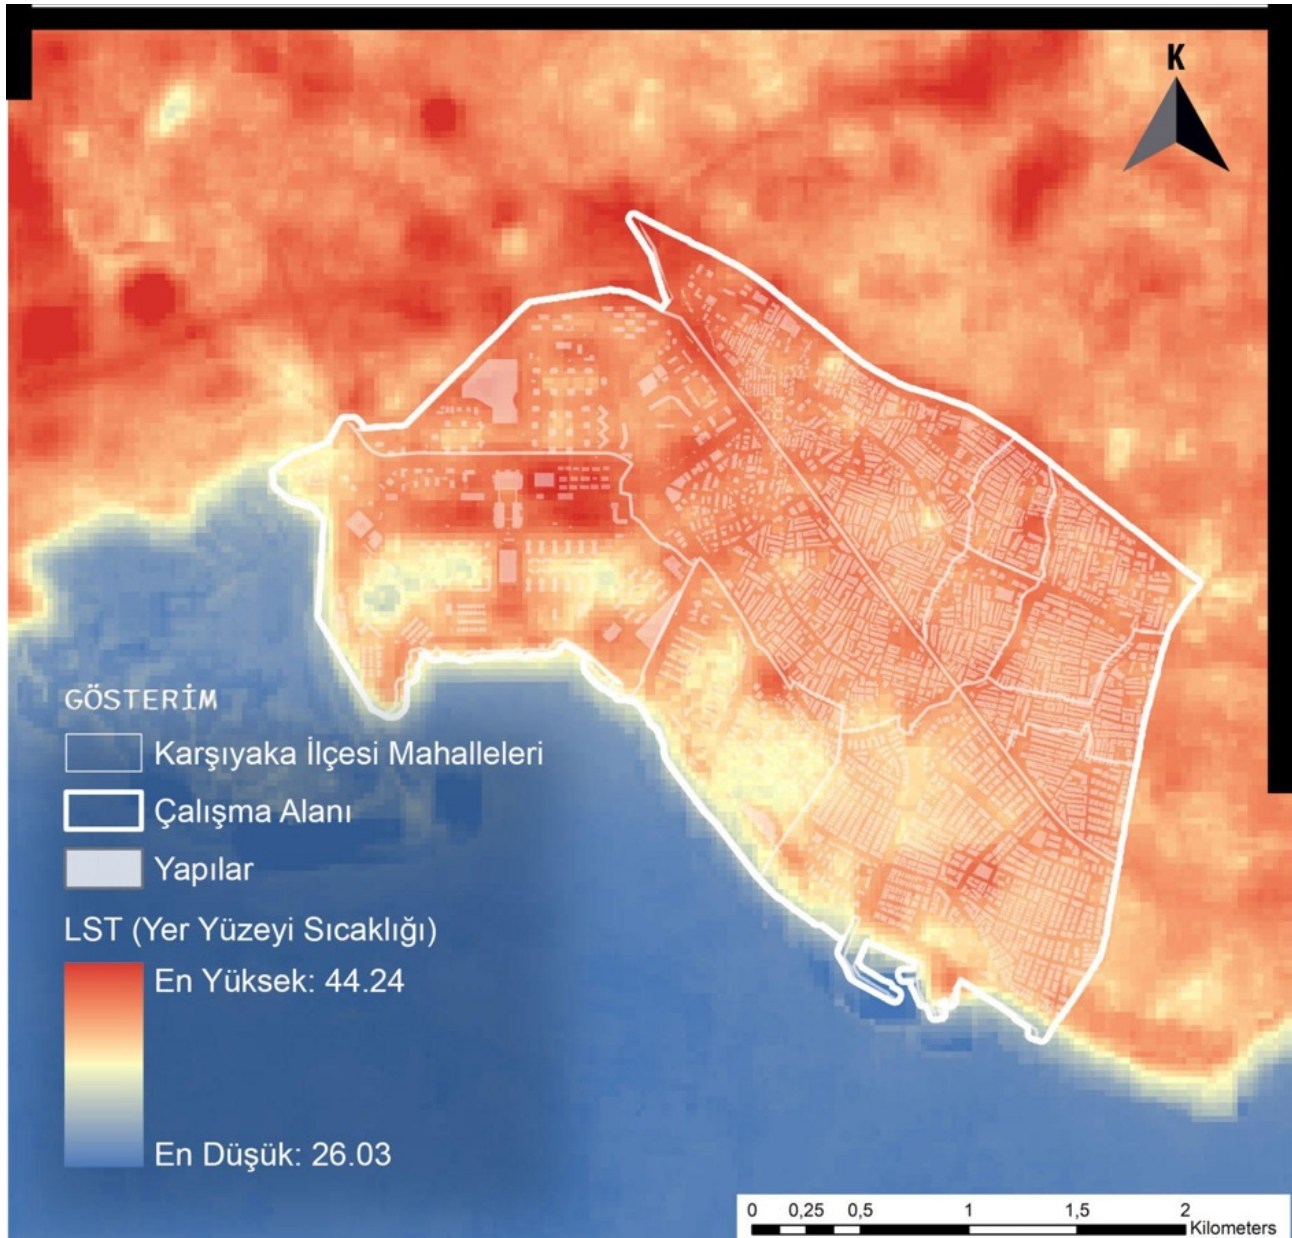 K
GÖSTERİM
Karşıyaka İlçesi Mahalleleri
Çalışma Alanı
Yapılar
LST (Yer Yüzeyi Sıcaklığı)
En Yüksek: 44.24
En Düşük: 26.03
0 0,25 0,5 1 1,5 2
Kilometers